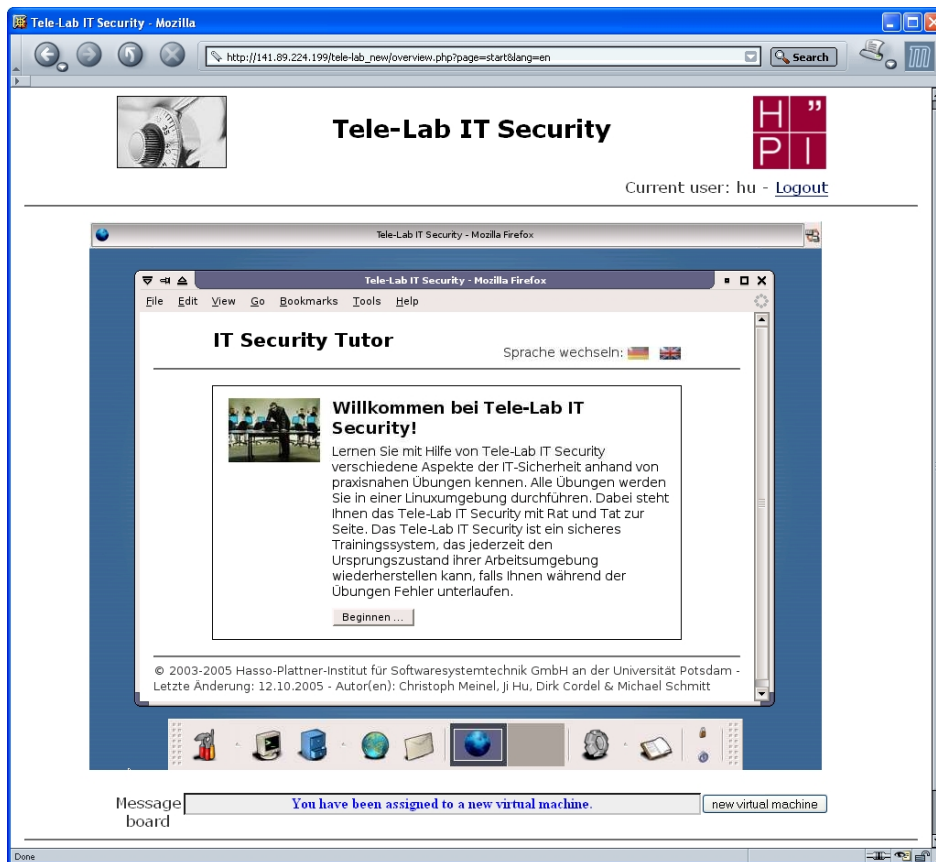 Tele-Lab IT Security - Mozilla
http://141.89.224.199/tele-lab_new/overview.php?page=start&lang=en
Search
Tele-Lab IT Security
H ”
P I
Current user: hu - Logout
Tele-Lab IT Security - Mozilla Firefox
Tele-Lab IT Security - Mozilla Firefox
File Edit View Go Bookmarks Tools Help
IT Security Tutor
Sprache wechseln:
Willkommen bei Tele-Lab IT
Security!
Lernen Sie mit Hilfe von Tele-Lab IT Security
verschiedene Aspekte der IT-Sicherheit anhand von
praxisnahen Übungen kennen. Alle Übungen werden
Sie in einer Linuxumgebung durchführen. Dabei steht
Ihnen das Tele-Lab IT Security mit Rat und Tat zur
Seite. Das Tele-Lab IT Security ist ein sicheres
Trainingssystem, das jederzeit den
Ursprungszustand ihrer Arbeitsumgebung
wiederherstellen kann, falls Ihnen während der
Übungen Fehler unterlaufen.
Beginnen ...
© 2003-2005 Hasso-Plattner-Institut für Softwaresystemtechnik GmbH an der Universität Potsdam -
Letzte Änderung: 12.10.2005 - Autor(en): Christoph Meinel, Ji Hu, Dirk Cordel & Michael Schmitt
Message
board
You have been assigned to a new virtual machine.
new virtual machine
Done